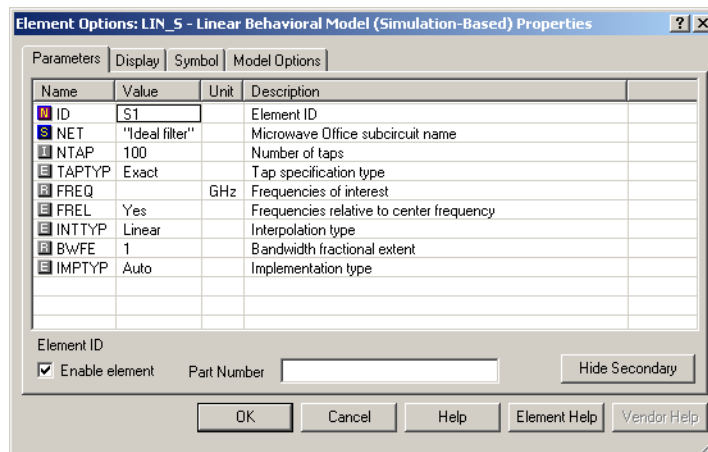 Element Options: LIN_S - Linear Behavioral Model (Simulation-Based) Properties
Parameters Display Symbol Model Options
Name Value Unit Description
N ID S1 Element ID
S NET "Ideal filter" Microwave Office subcircuit name
I NTAP 100 Number of taps
E TAPTYP Exact Tap specification type
R FREQ GHz Frequencies of interest
E FREL Yes Frequencies relative to center frequency
E INTTYP Linear Interpolation type
R BWFE 1 Bandwidth fractional extent
E IMPTYP Auto Implementation type
Element ID
Enable element Part Number Hide Secondary
OK Cancel Help Element Help Vendor Help